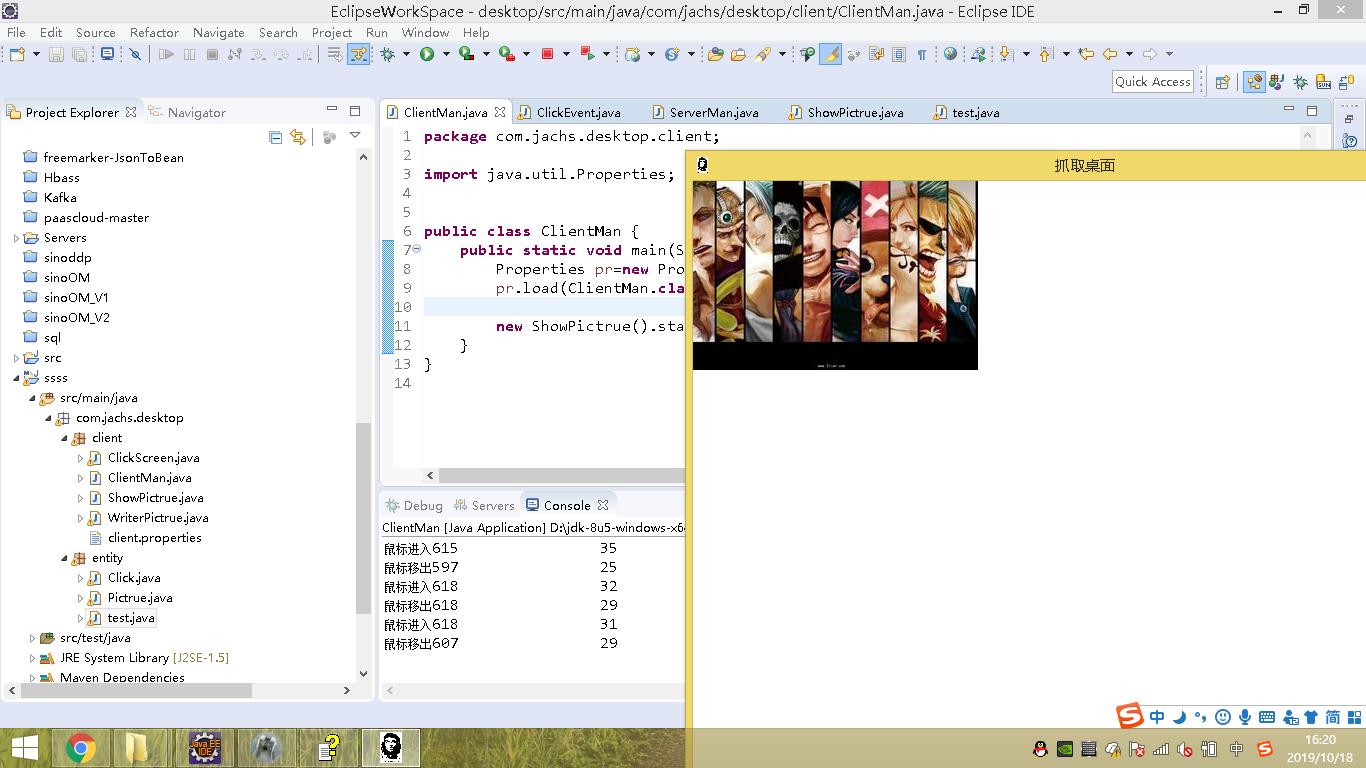 EclipseWorkSpace - desktop/src/main/java/com/jachs/desktop/client/ClientMan.java - Eclipse IDE
File Edit Source Refactor Navigate Search Project Run Window Help
Quick Access
Project Explorer
Navigator
freemarker-JsonToBean
Hbass
Kafka
paascloud-master
Servers
sinoddp
sinoOM
sinoOM_V1
sinoOM_V2
sql
src
ssss
src/main/java
com.jachs.desktop
client
ClickScreen.java
ClientMan.java
ShowPictrue.java
WriterPictrue.java
client.properties
entity
Click.java
Pictrue.java
test.java
src/test/java
JRE System Library [J2SE-1.5]
Maven Dependencies
ClientMan.java ClickEvent.java ServerMan.java ShowPictrue.java test.java
1 package com.jachs.desktop.client;
2
3 import java.util.Properties;
4
5
6 public class ClientMan {
7 public static void main(S
8 Properties pr=new Pro
9 pr.load(ClientMan.cla
10
11 new ShowPictrue().sta
12 }
13 }
14
Debug Servers Console
ClientMan [Java Application] D:\jdk-8u5-windows-x6
鼠标进入615 35
鼠标移出597 25
鼠标进入618 32
鼠标移出618 29
鼠标进入618 31
鼠标移出607 29
抓取桌面
中 简
Java EE
IDE
中
16:20
2019/10/18